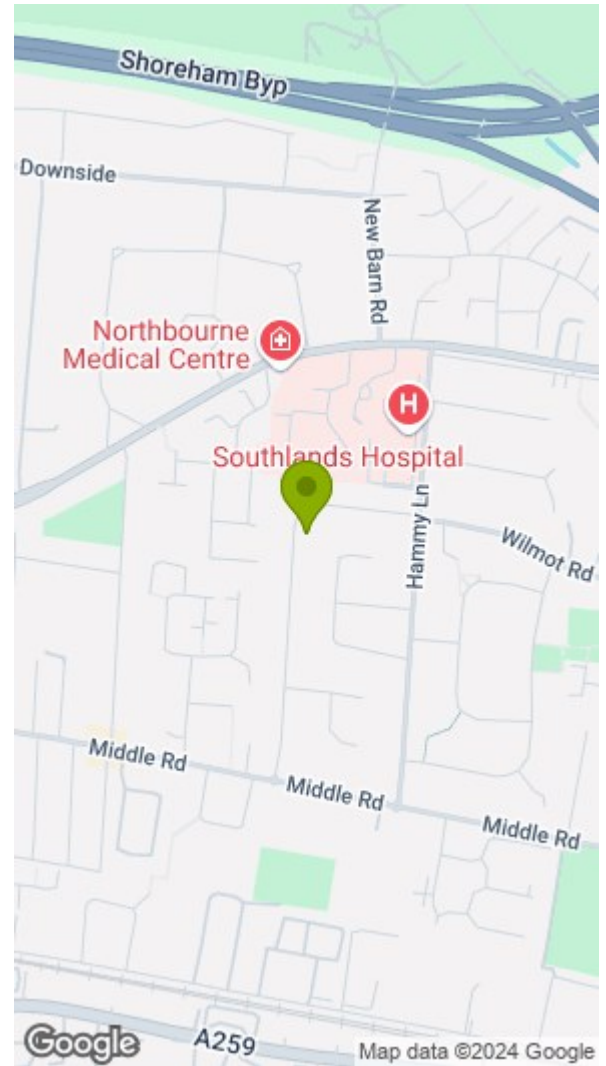 Shoreham Byp
Downside
New Barn Rd
Northbourne
Medical Centre
H
Southlands Hospital
Hammy Ln
Wilmot Rd
Middle Rd
Middle Rd
Middle Rd
A259
Google
Map data ©2024 Google